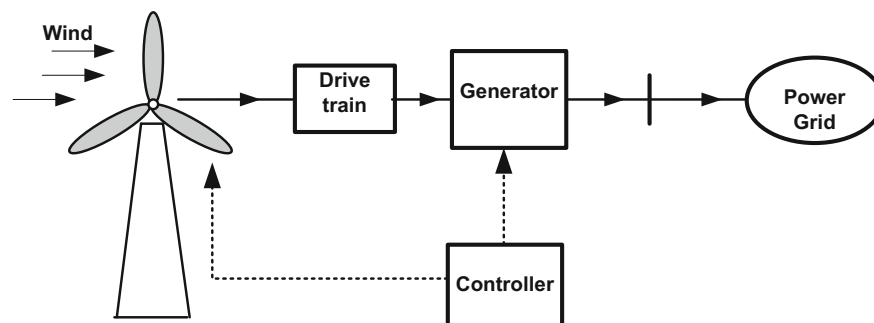 Wind
Drive
train
Generator
Power
Grid
Controller